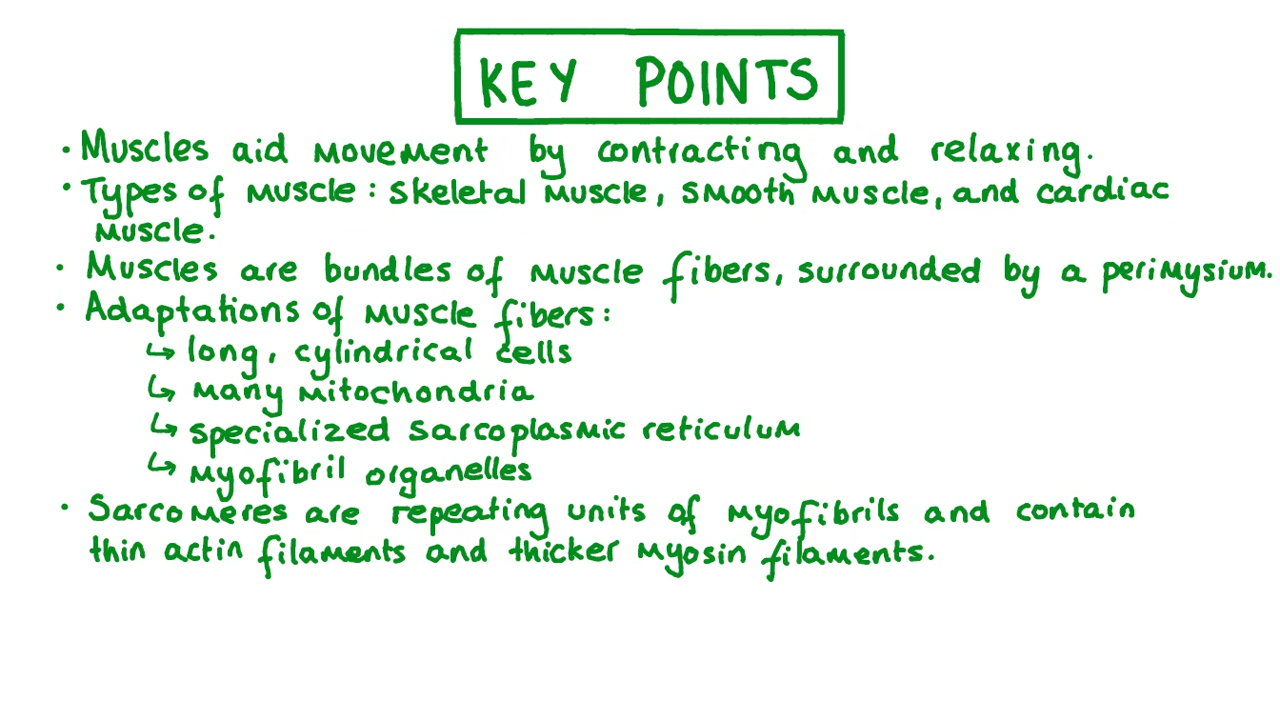 KEY POINTS
• Muscles aid movement by contracting and relaxing.
• Types of muscle: skeletal muscle, smooth muscle, and cardiac
muscle.
• Muscles are bundles of muscle fibers, surrounded by a perimysium.
• Adaptations of muscle fibers:
↳ long, cylindrical cells
↳ many mitochondria
↳ specialized sarcoplasmic reticulum
↳ myofibril organelles
• Sarcomeres are repeating units of myofibrils and contain
thin actin filaments and thicker myosin filaments.